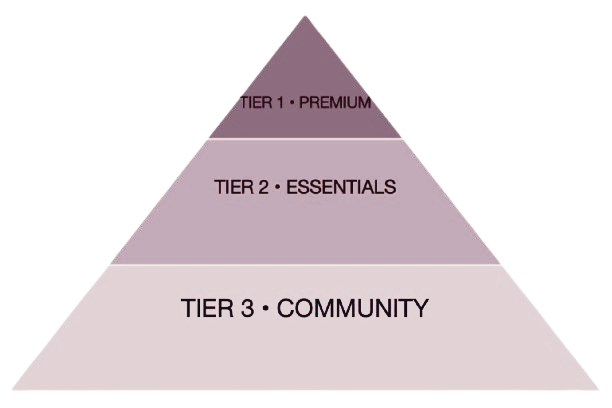 TIER 1 • PREMIUM
TIER 2 • ESSENTIALS
TIER 3 • COMMUNITY